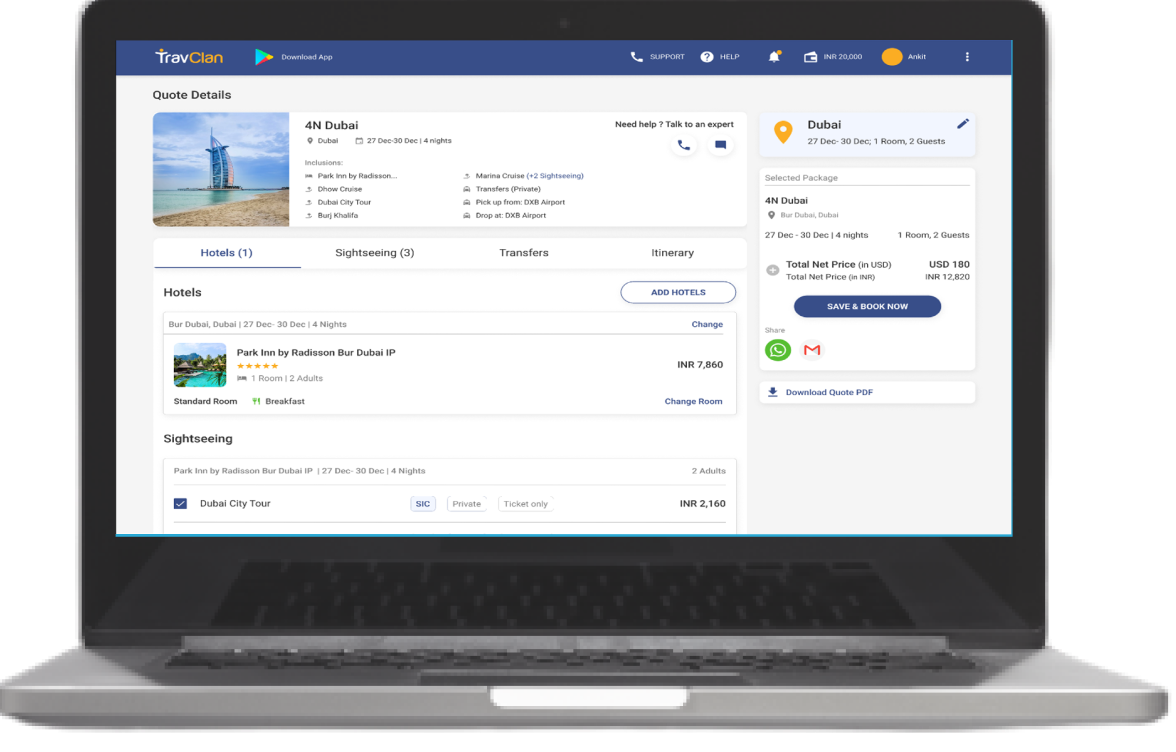 TravClan
Download App
SUPPORT
HELP
INR 20,000
Ankit
Quote Details
4N Dubai
Dubai 27 Dec-30 Dec | 4 nights
Inclusions:
Park Inn by Radisson...
Dhow Cruise
Dubai City Tour
Burj Khalifa
Marina Cruise (+2 Sightseeing)
Transfers (Private)
Pick up from: DXB Airport
Drop at: DXB Airport
Need help ? Talk to an expert
Hotels (1)
Sightseeing (3)
Transfers
Itinerary
Hotels
ADD HOTELS
Bur Dubai, Dubai | 27 Dec- 30 Dec | 4 Nights
Change
Park Inn by Radisson Bur Dubai IP
1 Room | 2 Adults
INR 7,860
Standard Room
Breakfast
Change Room
Sightseeing
Park Inn by Radisson Bur Dubai IP | 27 Dec- 30 Dec | 4 Nights
2 Adults
Dubai City Tour
SIC
Private
Ticket only
INR 2,160
Dubai
27 Dec- 30 Dec; 1 Room, 2 Guests
Selected Package
4N Dubai
Bur Dubai, Dubai
27 Dec - 30 Dec | 4 nights
1 Room, 2 Guests
Total Net Price (in USD) USD 180
Total Net Price (in INR) INR 12,820
SAVE & BOOK NOW
Share
Download Quote PDF